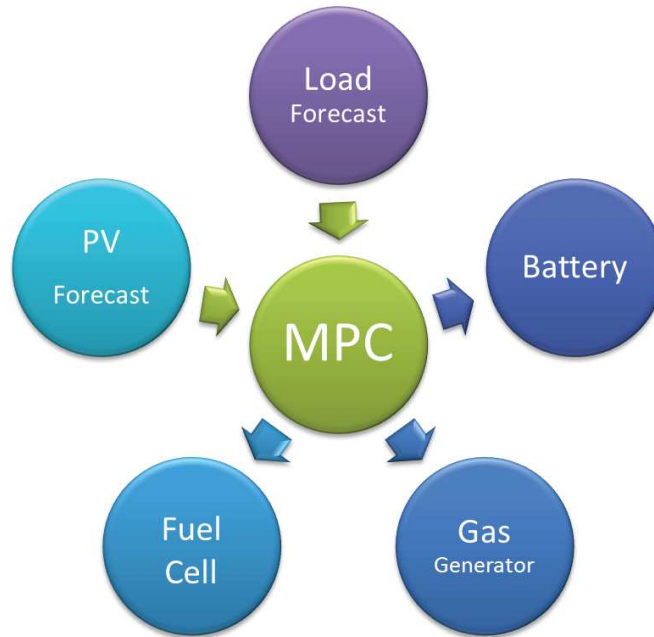 Load
Forecast
PV
Forecast
Battery
MPC
Fuel
Cell
Gas
Generator